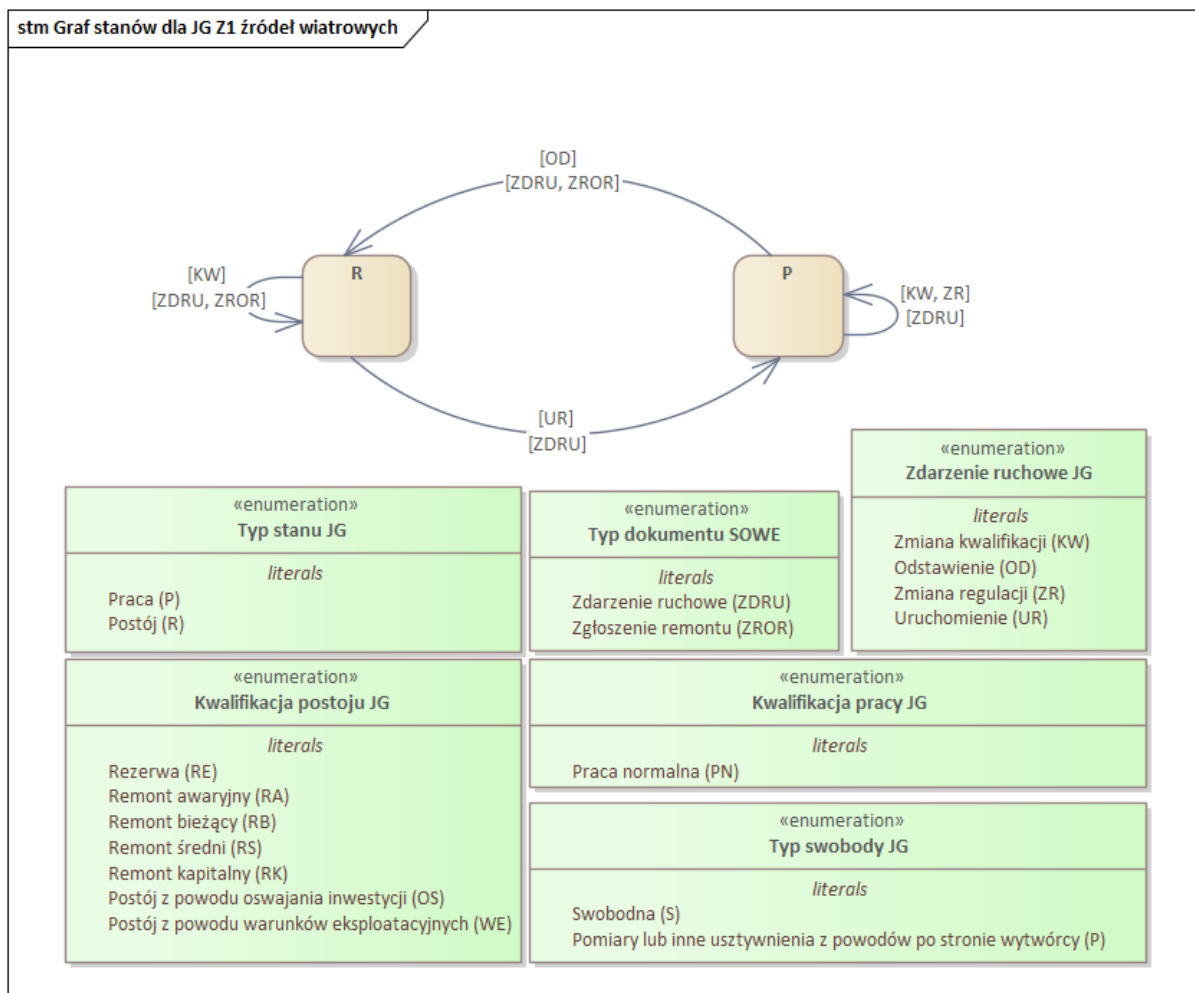 stm Graf stanów dla JG Z1 źródeł wiatrowych
[OD]
[ZDRU, ZROR]
R
P
[KW]
[ZDRU, ZROR]
[KW, ZR]
[ZDRU]
[UR]
[ZDRU]
«enumeration»
Zdarzenie ruchowe JG
literals
Zmiana kwalifikacji (KW)
Odstawienie (OD)
Zmiana regulacji (ZR)
Uruchomienie (UR)
«enumeration»
Typ stanu JG
literals
Praca (P)
Postój (R)
«enumeration»
Typ dokumentu SOWE
literals
Zdarzenie ruchowe (ZDRU)
Zgłoszenie remontu (ZROR)
«enumeration»
Kwalifikacja postoju JG
literals
Rezerwa (RE)
Remont awaryjny (RA)
Remont bieżący (RB)
Remont średni (RS)
Remont kapitalny (RK)
Postój z powodu oswajania inwestycji (OS)
Postój z powodu warunków eksploatacyjnych (WE)
«enumeration»
Kwalifikacja pracy JG
literals
Praca normalna (PN)
«enumeration»
Typ swobody JG
literals
Swobodna (S)
Pomiary lub inne usztywnienia z powodów po stronie wytwórcy (P)